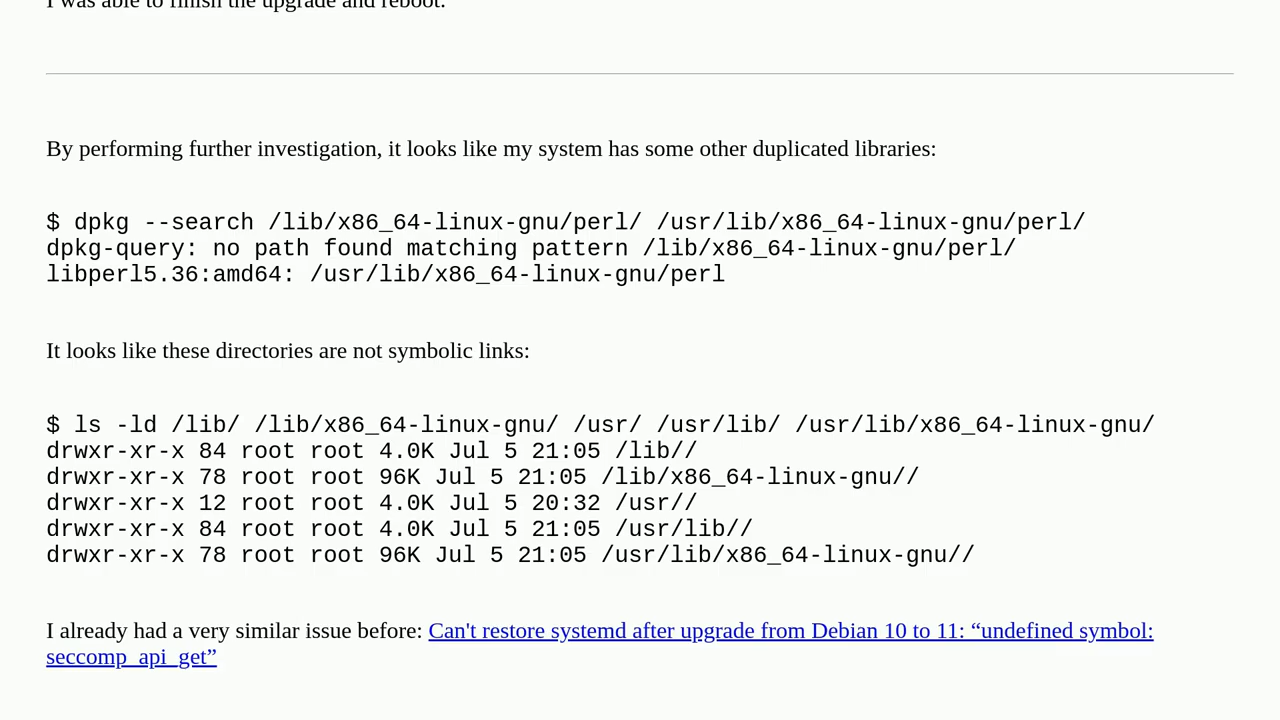 I was able to finish the upgrade and reboot.
By performing further investigation, it looks like my system has some other duplicated libraries:
$ dpkg --search /lib/x86_64-linux-gnu/perl/ /usr/lib/x86_64-linux-gnu/perl/
dpkg-query: no path found matching pattern /lib/x86_64-linux-gnu/perl/
libperl5.36:amd64: /usr/lib/x86_64-linux-gnu/perl
It looks like these directories are not symbolic links:
$ ls -ld /lib/ /lib/x86_64-linux-gnu/ /usr/ /usr/lib/ /usr/lib/x86_64-linux-gnu/
drwxr-xr-x 84 root root 4.0K Jul 5 21:05 /lib//
drwxr-xr-x 78 root root 96K Jul 5 21:05 /lib/x86_64-linux-gnu//
drwxr-xr-x 12 root root 4.0K Jul 5 20:32 /usr//
drwxr-xr-x 84 root root 4.0K Jul 5 21:05 /usr/lib//
drwxr-xr-x 78 root root 96K Jul 5 21:05 /usr/lib/x86_64-linux-gnu//
I already had a very similar issue before: Can't restore systemd after upgrade from Debian 10 to 11: “undefined symbol:
seccomp_api_get”